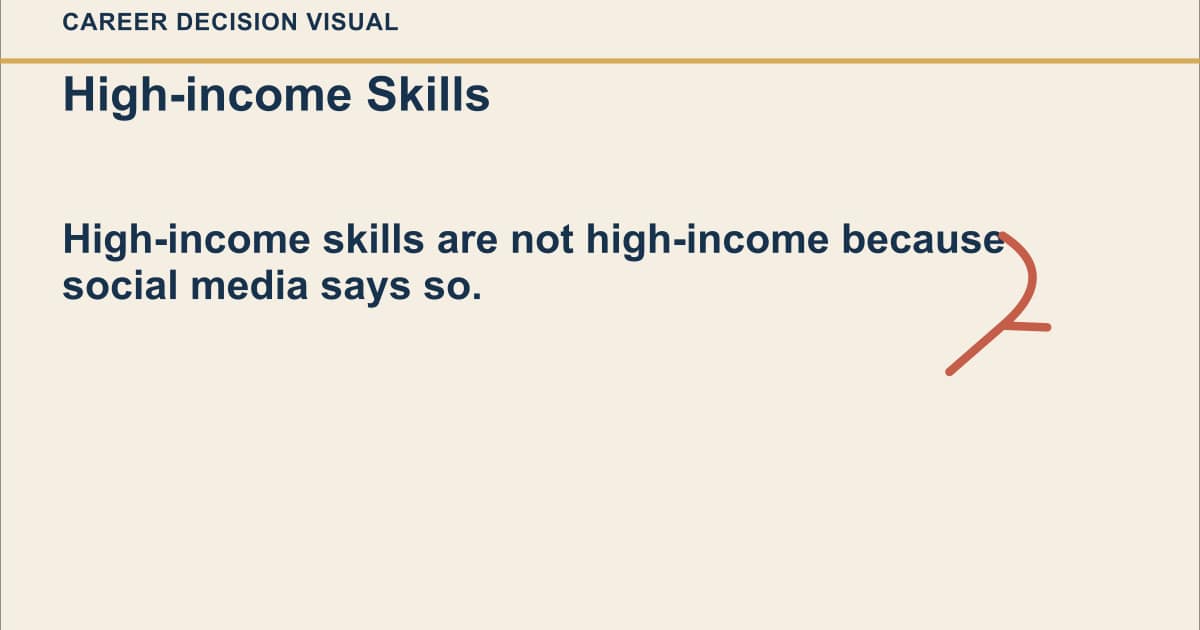 CAREER DECISION VISUAL
High-income Skills
High-income skills are not high-income because
social media says so.